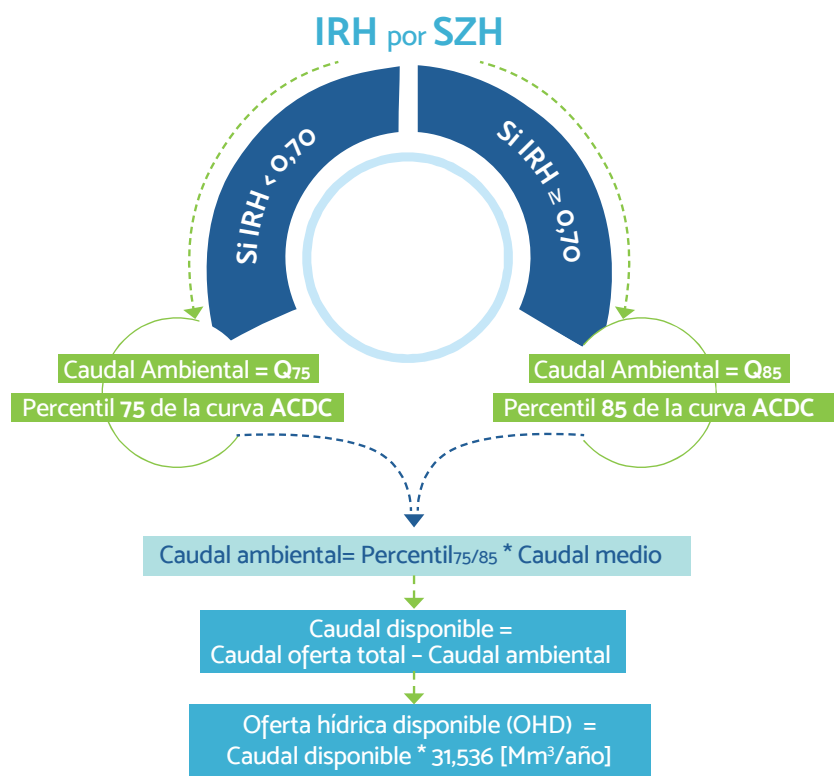 IRH por SZH
Si IRH < 0,70
Si IRH ≥ 0,70
Caudal Ambiental = Q75
Percentil 75 de la curva ACDC
Caudal Ambiental = Q85
Percentil 85 de la curva ACDC
Caudal ambiental= Percentil75/85 * Caudal medio
Caudal disponible =
Caudal oferta total – Caudal ambiental
Oferta hídrica disponible (OHD) =
Caudal disponible * 31,536 [Mm³/año]